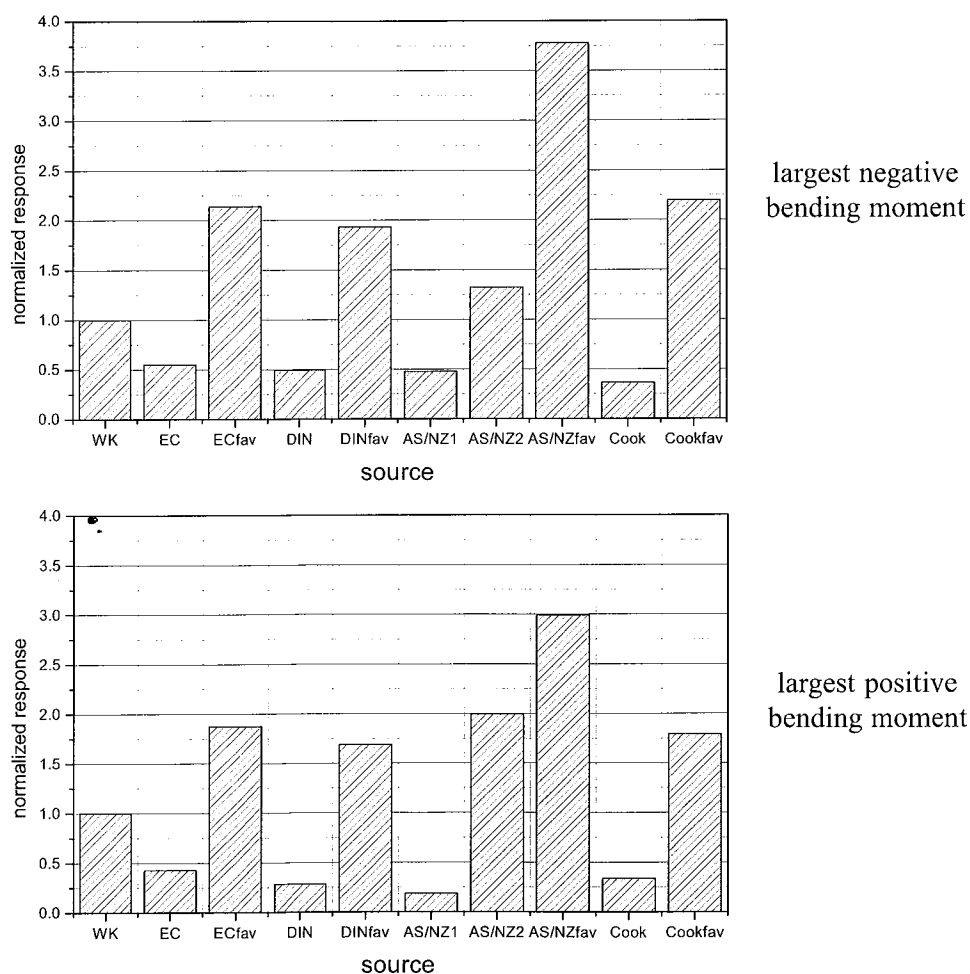 4.0
3.5
3.0
2.5
2.0
1.5
1.0
0.5
0.0
normalized response
WK EC ECfav DIN DINfav AS/NZ1 AS/NZ2 AS/NZfav Cook Cookfav
source
largest negative
bending moment
4.0
3.5
3.0
2.5
2.0
1.5
1.0
0.5
0.0
normalized response
WK EC ECfav DIN DINfav AS/NZ1 AS/NZ2 AS/NZfav Cook Cookfav
source
largest positive
bending moment